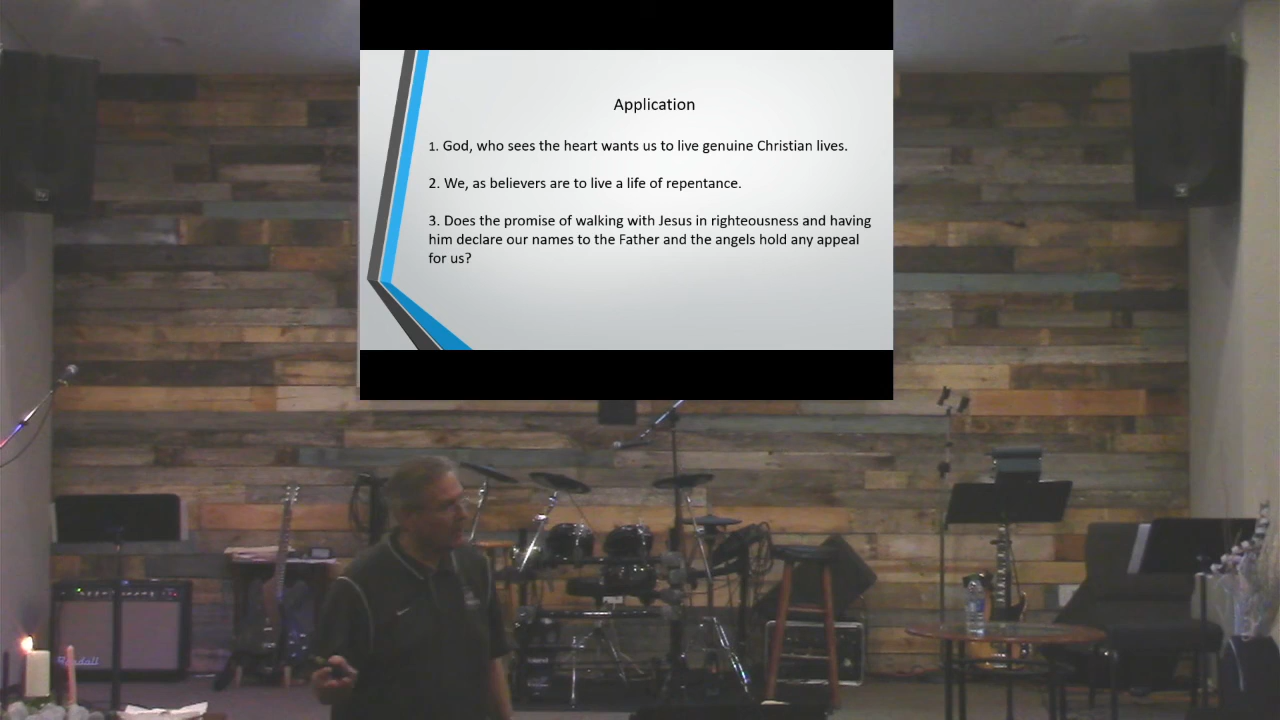 Application
1. God, who sees the heart wants us to live genuine Christian lives.
2. We, as believers are to live a life of repentance.
3. Does the promise of walking with Jesus in righteousness and having
him declare our names to the Father and the angels hold any appeal
for us?
Randall